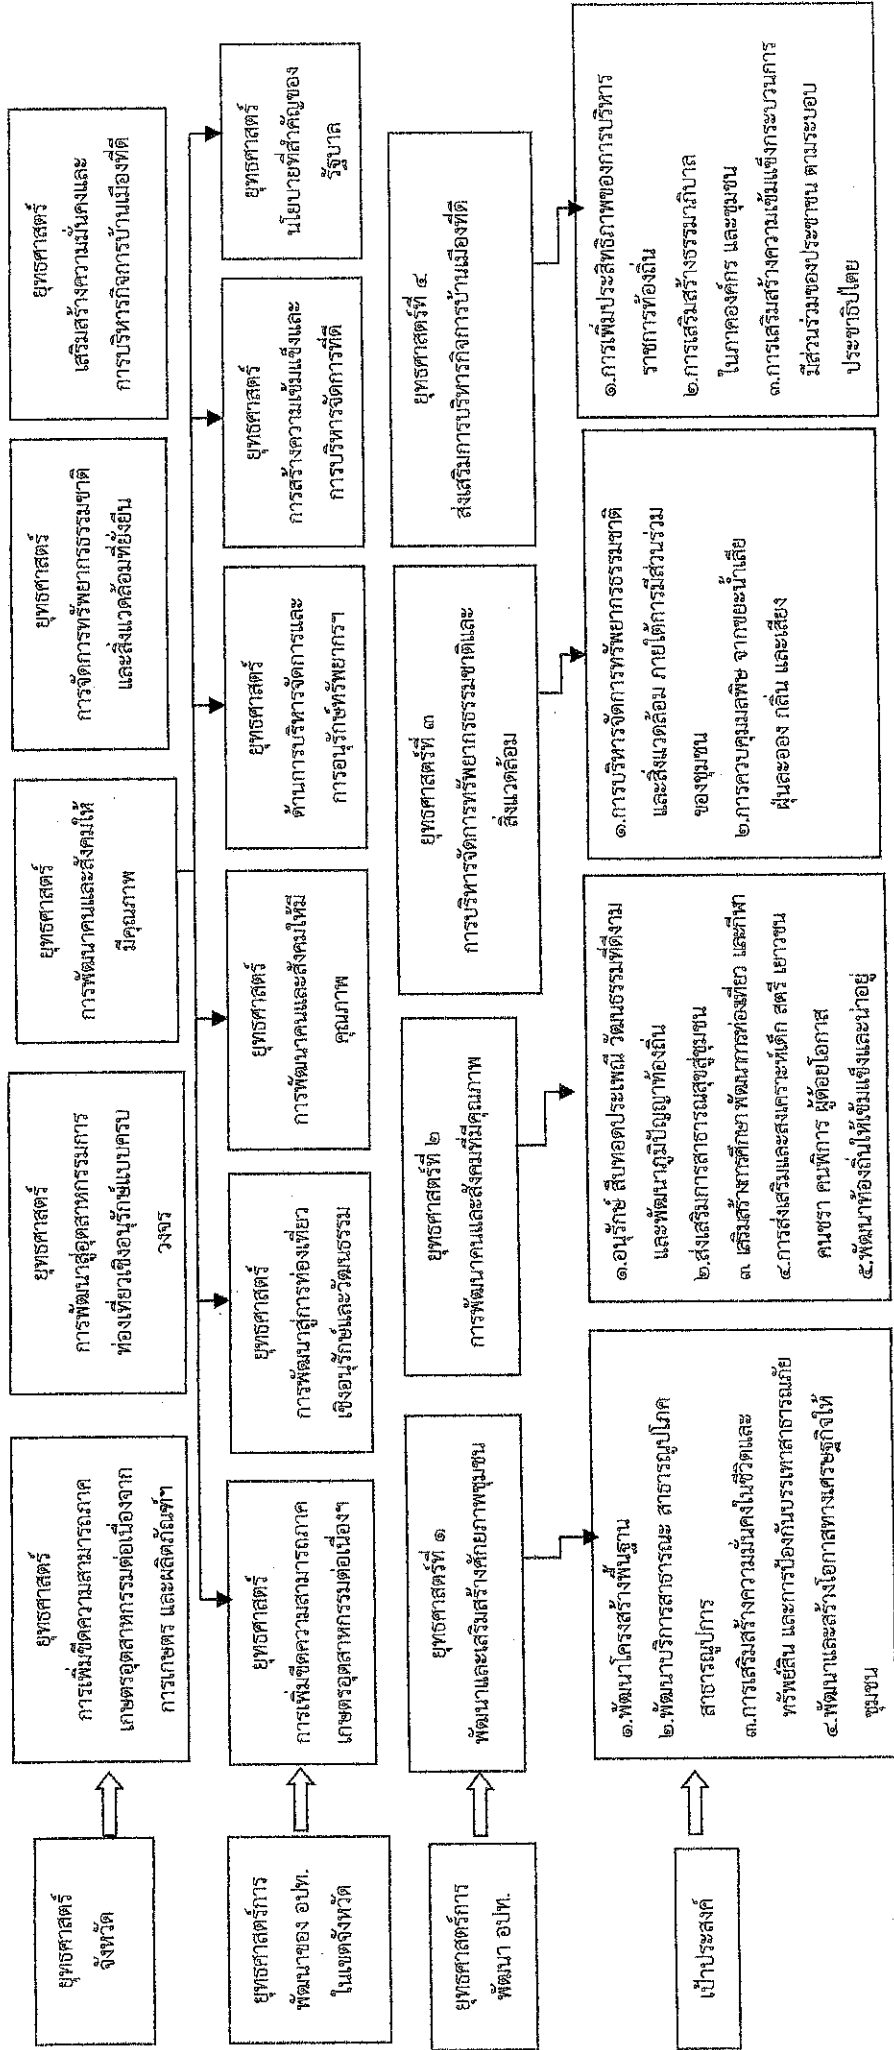 ยุทธศาสตร์
จังหวัด
ยุทธศาสตร์
การเพิ่มขีดความสามารถภาค
เกษตรอุตสาหกรรมต่อเนื่องจาก
การเกษตร และผลิตภัณฑ์ฯ
ยุทธศาสตร์
การพัฒนาสู่อุตสาหกรรมการ
ท่องเที่ยวเชิงอนุรักษ์แบบครบ
วงจร
ยุทธศาสตร์
การพัฒนาคนและสังคมให้
มีคุณภาพ
ยุทธศาสตร์
การจัดการทรัพยากรธรรมชาติ
และสิ่งแวดล้อมที่ยั่งยืน
ยุทธศาสตร์
เสริมสร้างความมั่นคงและ
การบริหารกิจการบ้านเมืองที่ดี
ยุทธศาสตร์การ
พัฒนาของ อปท.
ในเขตจังหวัด
ยุทธศาสตร์
การเพิ่มขีดความสามารถภาค
เกษตรอุตสาหกรรมต่อเนื่องฯ
ยุทธศาสตร์
การพัฒนาสู่การท่องเที่ยว
เชิงอนุรักษ์และวัฒนธรรม
ยุทธศาสตร์
การพัฒนาคนและสังคมให้มี
คุณภาพ
ยุทธศาสตร์
ด้านการบริหารจัดการและ
การอนุรักษ์ทรัพยากรฯ
ยุทธศาสตร์
การสร้างความเข้มแข็งและ
การบริหารจัดการที่ดี
ยุทธศาสตร์
นโยบายที่สำคัญของ
รัฐบาล
ยุทธศาสตร์การ
พัฒนา อปท.
ยุทธศาสตร์ที่ ๑
พัฒนาและเสริมสร้างศักยภาพชุมชน
ยุทธศาสตร์ที่ ๒
การพัฒนาคนและสังคมที่มีคุณภาพ
ยุทธศาสตร์ที่ ๓
การบริหารจัดการทรัพยากรธรรมชาติและ
สิ่งแวดล้อม
ยุทธศาสตร์ที่ ๔
ส่งเสริมการบริหารกิจการบ้านเมืองที่ดี
เป้าประสงค์
๑.พัฒนาโครงสร้างพื้นฐาน
๒.พัฒนาบริการสาธารณะ สาธารณูปโภค
สาธารณูปการ
๓.การเสริมสร้างความมั่นคงในชีวิตและ
ทรัพย์สิน และการป้องกันบรรเทาสาธารณภัย
๔.พัฒนาและสร้างโอกาสทางเศรษฐกิจให้
ชุมชน
๑.อนุรักษ์ สืบทอดประเพณี วัฒนธรรมที่ดีงาม
และพัฒนาภูมิปัญญาท้องถิ่น
๒.ส่งเสริมการสาธารณสุขสู่ชุมชน
๓. เสริมสร้างการศึกษา พัฒนาการท่องเที่ยว และกีฬา
๔.การส่งเสริมและสงเคราะห์เด็ก สตรี เยาวชน
คนชรา คนพิการ ผู้ด้อยโอกาส
๕.พัฒนาท้องถิ่นให้เข้มแข็งและน่าอยู่
๑.การบริหารจัดการทรัพยากรธรรมชาติ
และสิ่งแวดล้อม ภายใต้การมีส่วนร่วม
ของชุมชน
๒.การควบคุมมลพิษ จากขยะน้ำเสีย
ฝุ่นละออง กลิ่น และเสียง
๑.การเพิ่มประสิทธิภาพของการบริหาร
ราชการท้องถิ่น
๒.การเสริมสร้างธรรมาภิบาล
ในภาคองค์กร และชุมชน
๓.การเสริมสร้างความเข้มแข็งกระบวนการ
มีส่วนร่วมของประชาชน ตามระบอบ
ประชาธิปไตย